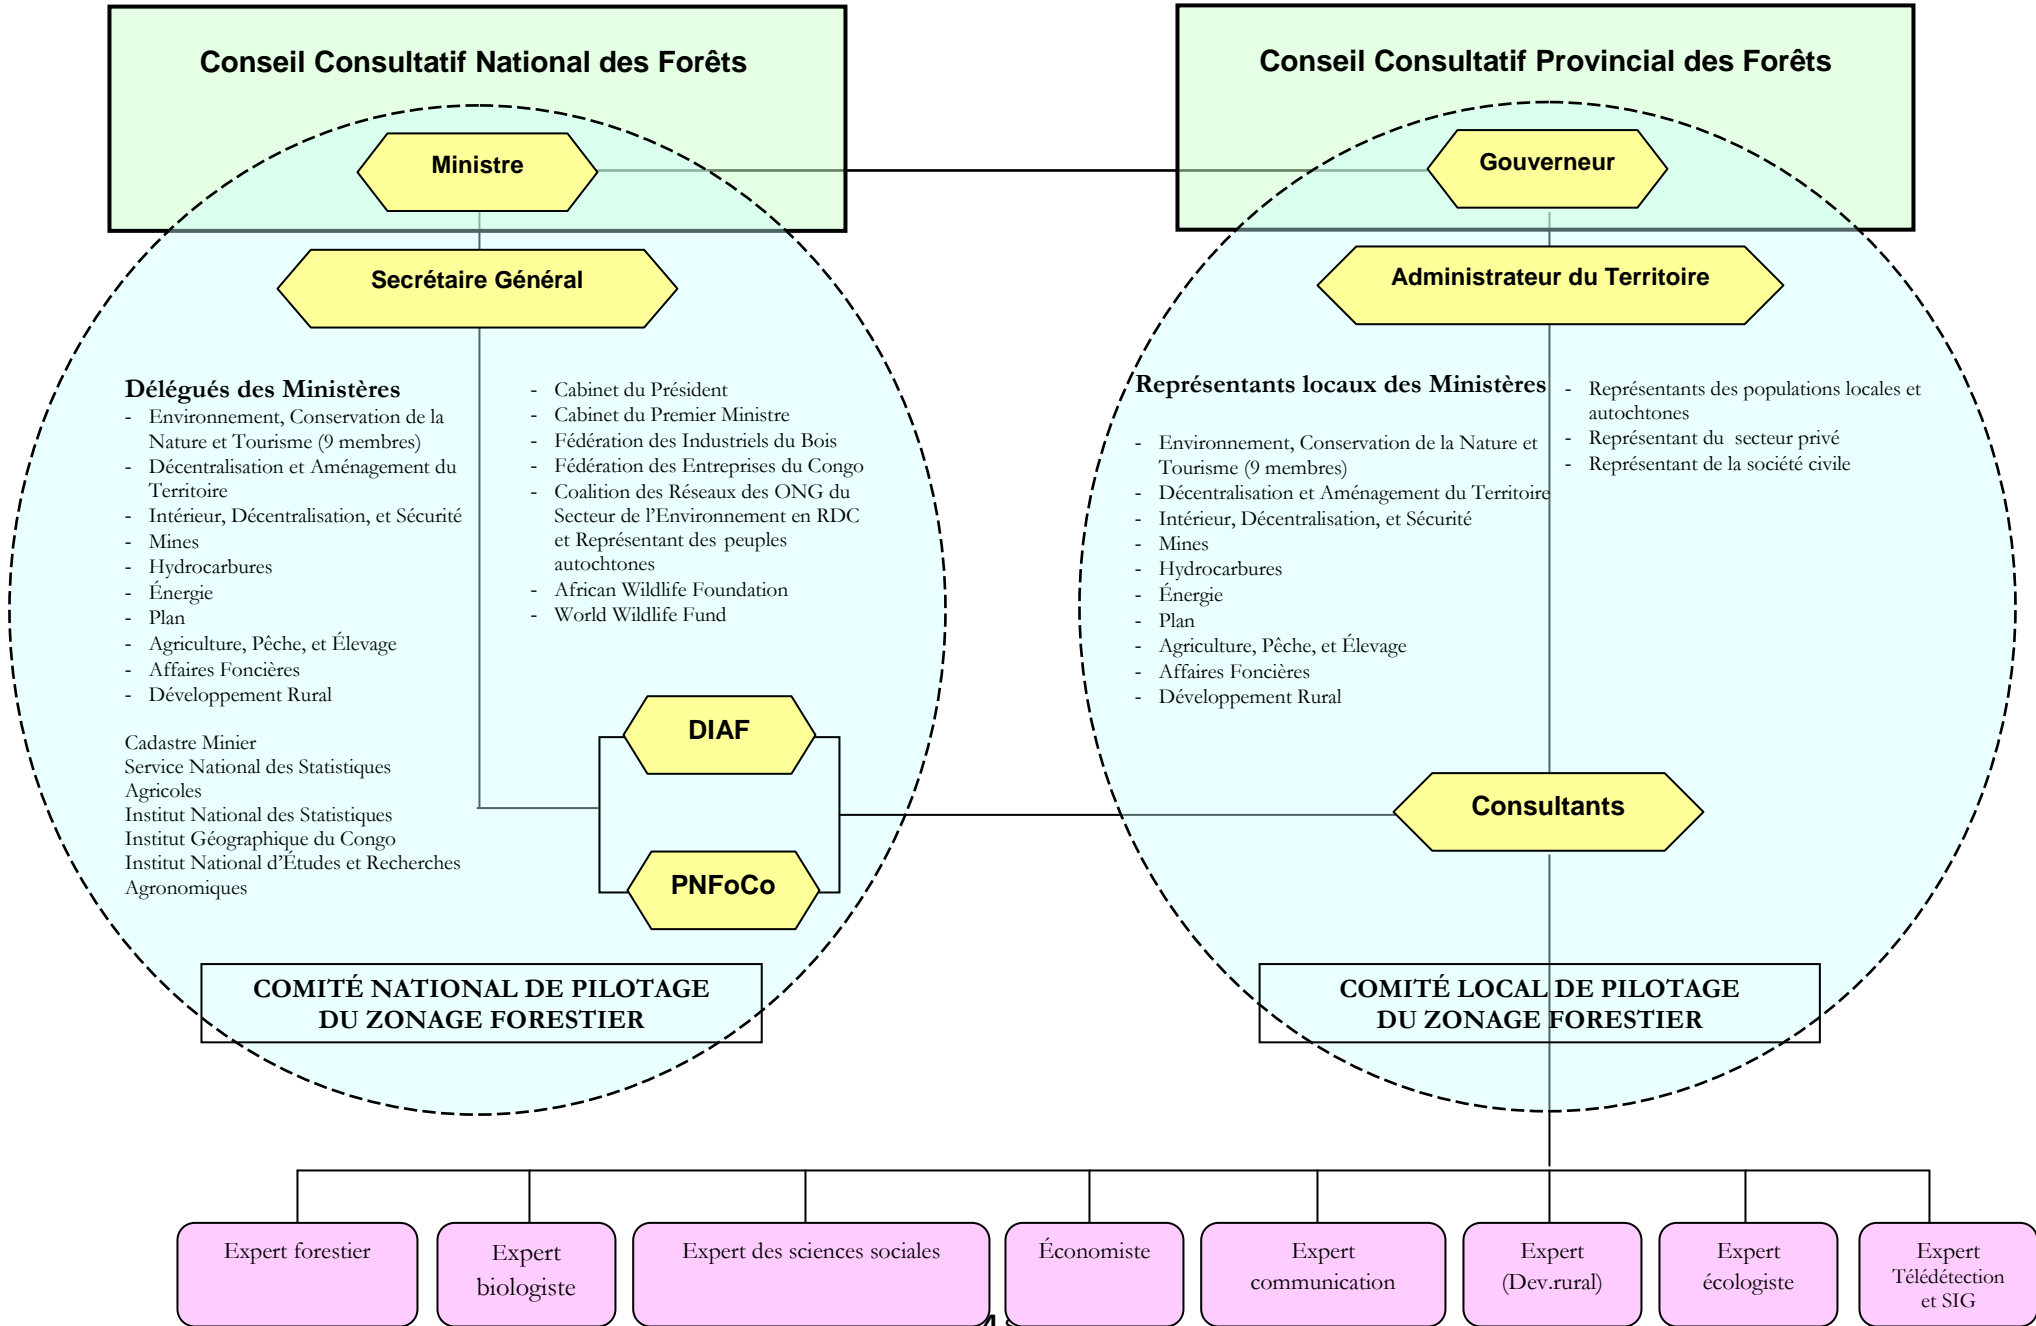 Conseil Consultatif National des Forêts
Ministre
Secrétaire Général
Délégués des Ministères
- Environnement, Conservation de la
Nature et Tourisme (9 membres)
- Décentralisation et Aménagement du
Territoire
- Intérieur, Décentralisation, et Sécurité
- Mines
- Hydrocarbures
- Énergie
- Plan
- Agriculture, Pêche, et Élevage
- Affaires Foncières
- Développement Rural
Cadastre Minier
Service National des Statistiques
Agricoles
Institut National des Statistiques
Institut Géographique du Congo
Institut National d’Études et Recherches
Agronomiques
- Cabinet du Président
- Cabinet du Premier Ministre
- Fédération des Industriels du Bois
- Fédération des Entreprises du Congo
- Coalition des Réseaux des ONG du
Secteur de l’Environnement en RDC
et Représentant des peuples
autochtones
- African Wildlife Foundation
- World Wildlife Fund
DIAF
PNFoCo
COMITÉ NATIONAL DE PILOTAGE
DU ZONAGE FORESTIER
Conseil Consultatif Provincial des Forêts
Gouverneur
Administrateur du Territoire
Représentants locaux des Ministères
- Environnement, Conservation de la Nature et
Tourisme (9 membres)
- Décentralisation et Aménagement du Territoire
- Intérieur, Décentralisation, et Sécurité
- Mines
- Hydrocarbures
- Énergie
- Plan
- Agriculture, Pêche, et Élevage
- Affaires Foncières
- Développement Rural
- Représentants des populations locales et
autochtones
- Représentant du secteur privé
- Représentant de la société civile
Consultants
COMITÉ LOCAL DE PILOTAGE
DU ZONAGE FORESTIER
Expert forestier
Expert
biologiste
Expert des sciences sociales
Économiste
Expert
communication
Expert
(Dev.rural)
Expert
écologiste
Expert
Télédétection
et SIG